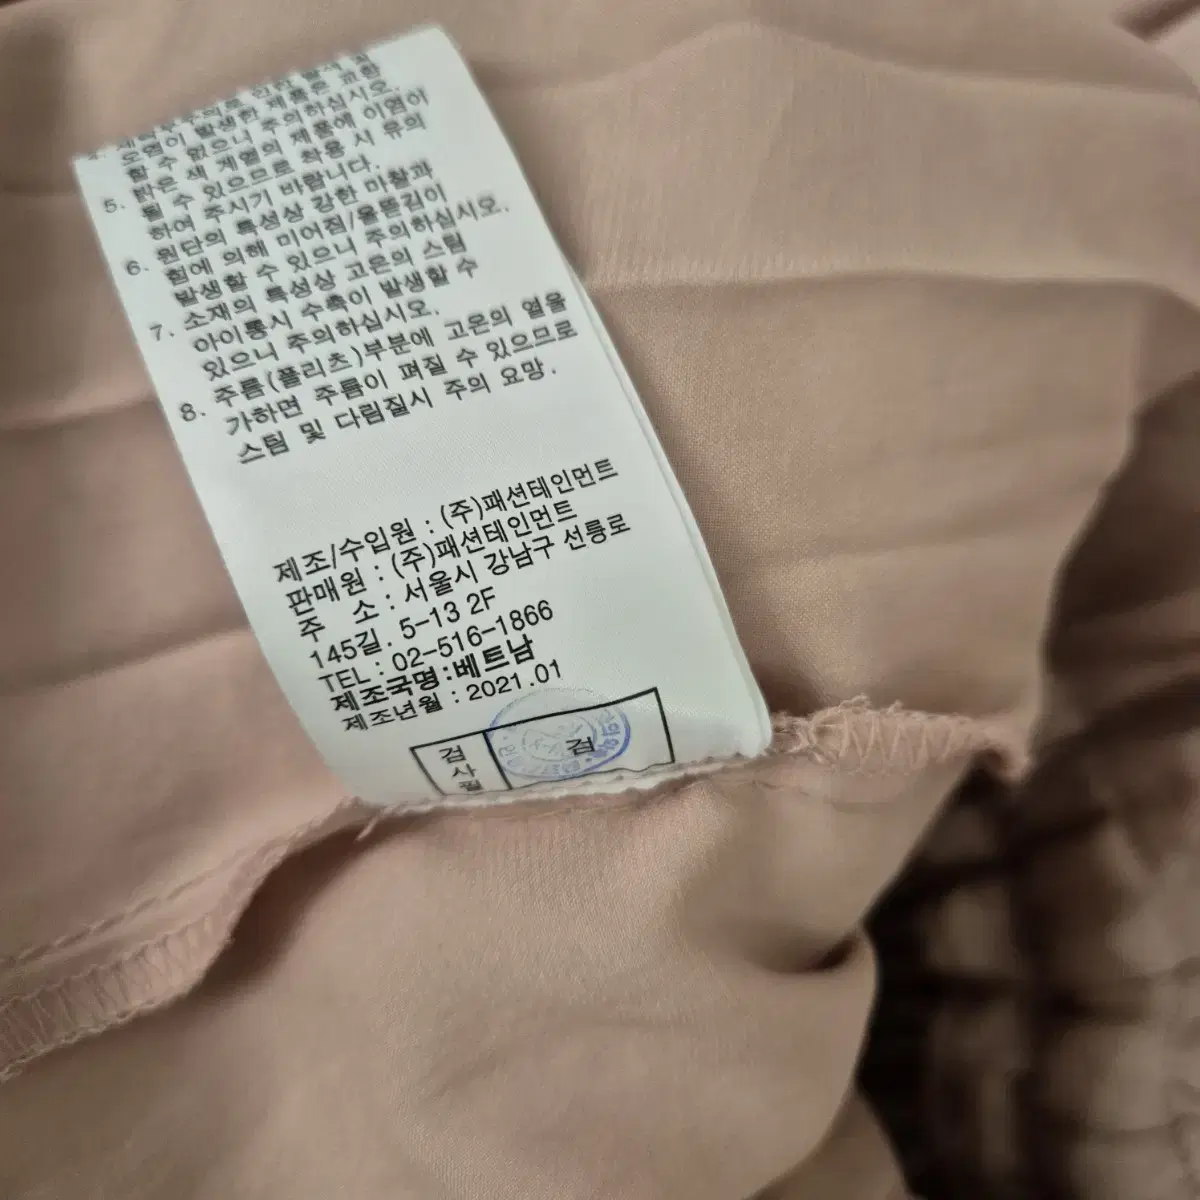 오염이 발생한 제품은 교환
할 수 없으니 주의하십시오.
5. 밝은 색 계열의 제품에 이염이
될 수 있으므로 착용 시 유의
하여 주시기 바랍니다.
6. 원단의 특성상 강한 마찰과
힘에 의해 미어짐/올뜯김이
발생할 수 있으니 주의하십시오.
7. 소재의 특성상 고온의 스팀
아이롱시 수축이 발생할 수
있으니 주의하십시오.
8. 주름(플리츠)부분에 고온의 열을
가하면 주름이 펴질 수 있으므로
스팀 및 다림질시 주의 요망.
제조/수입원 : (주)패션테인먼트
판매원 : (주)패션테인먼트
주 소 : 서울시 강남구 선릉로
145길. 5-13 2F
TEL : 02-516-1866
제조국명:베트남
제조년월 : 2021.01
검사필
검